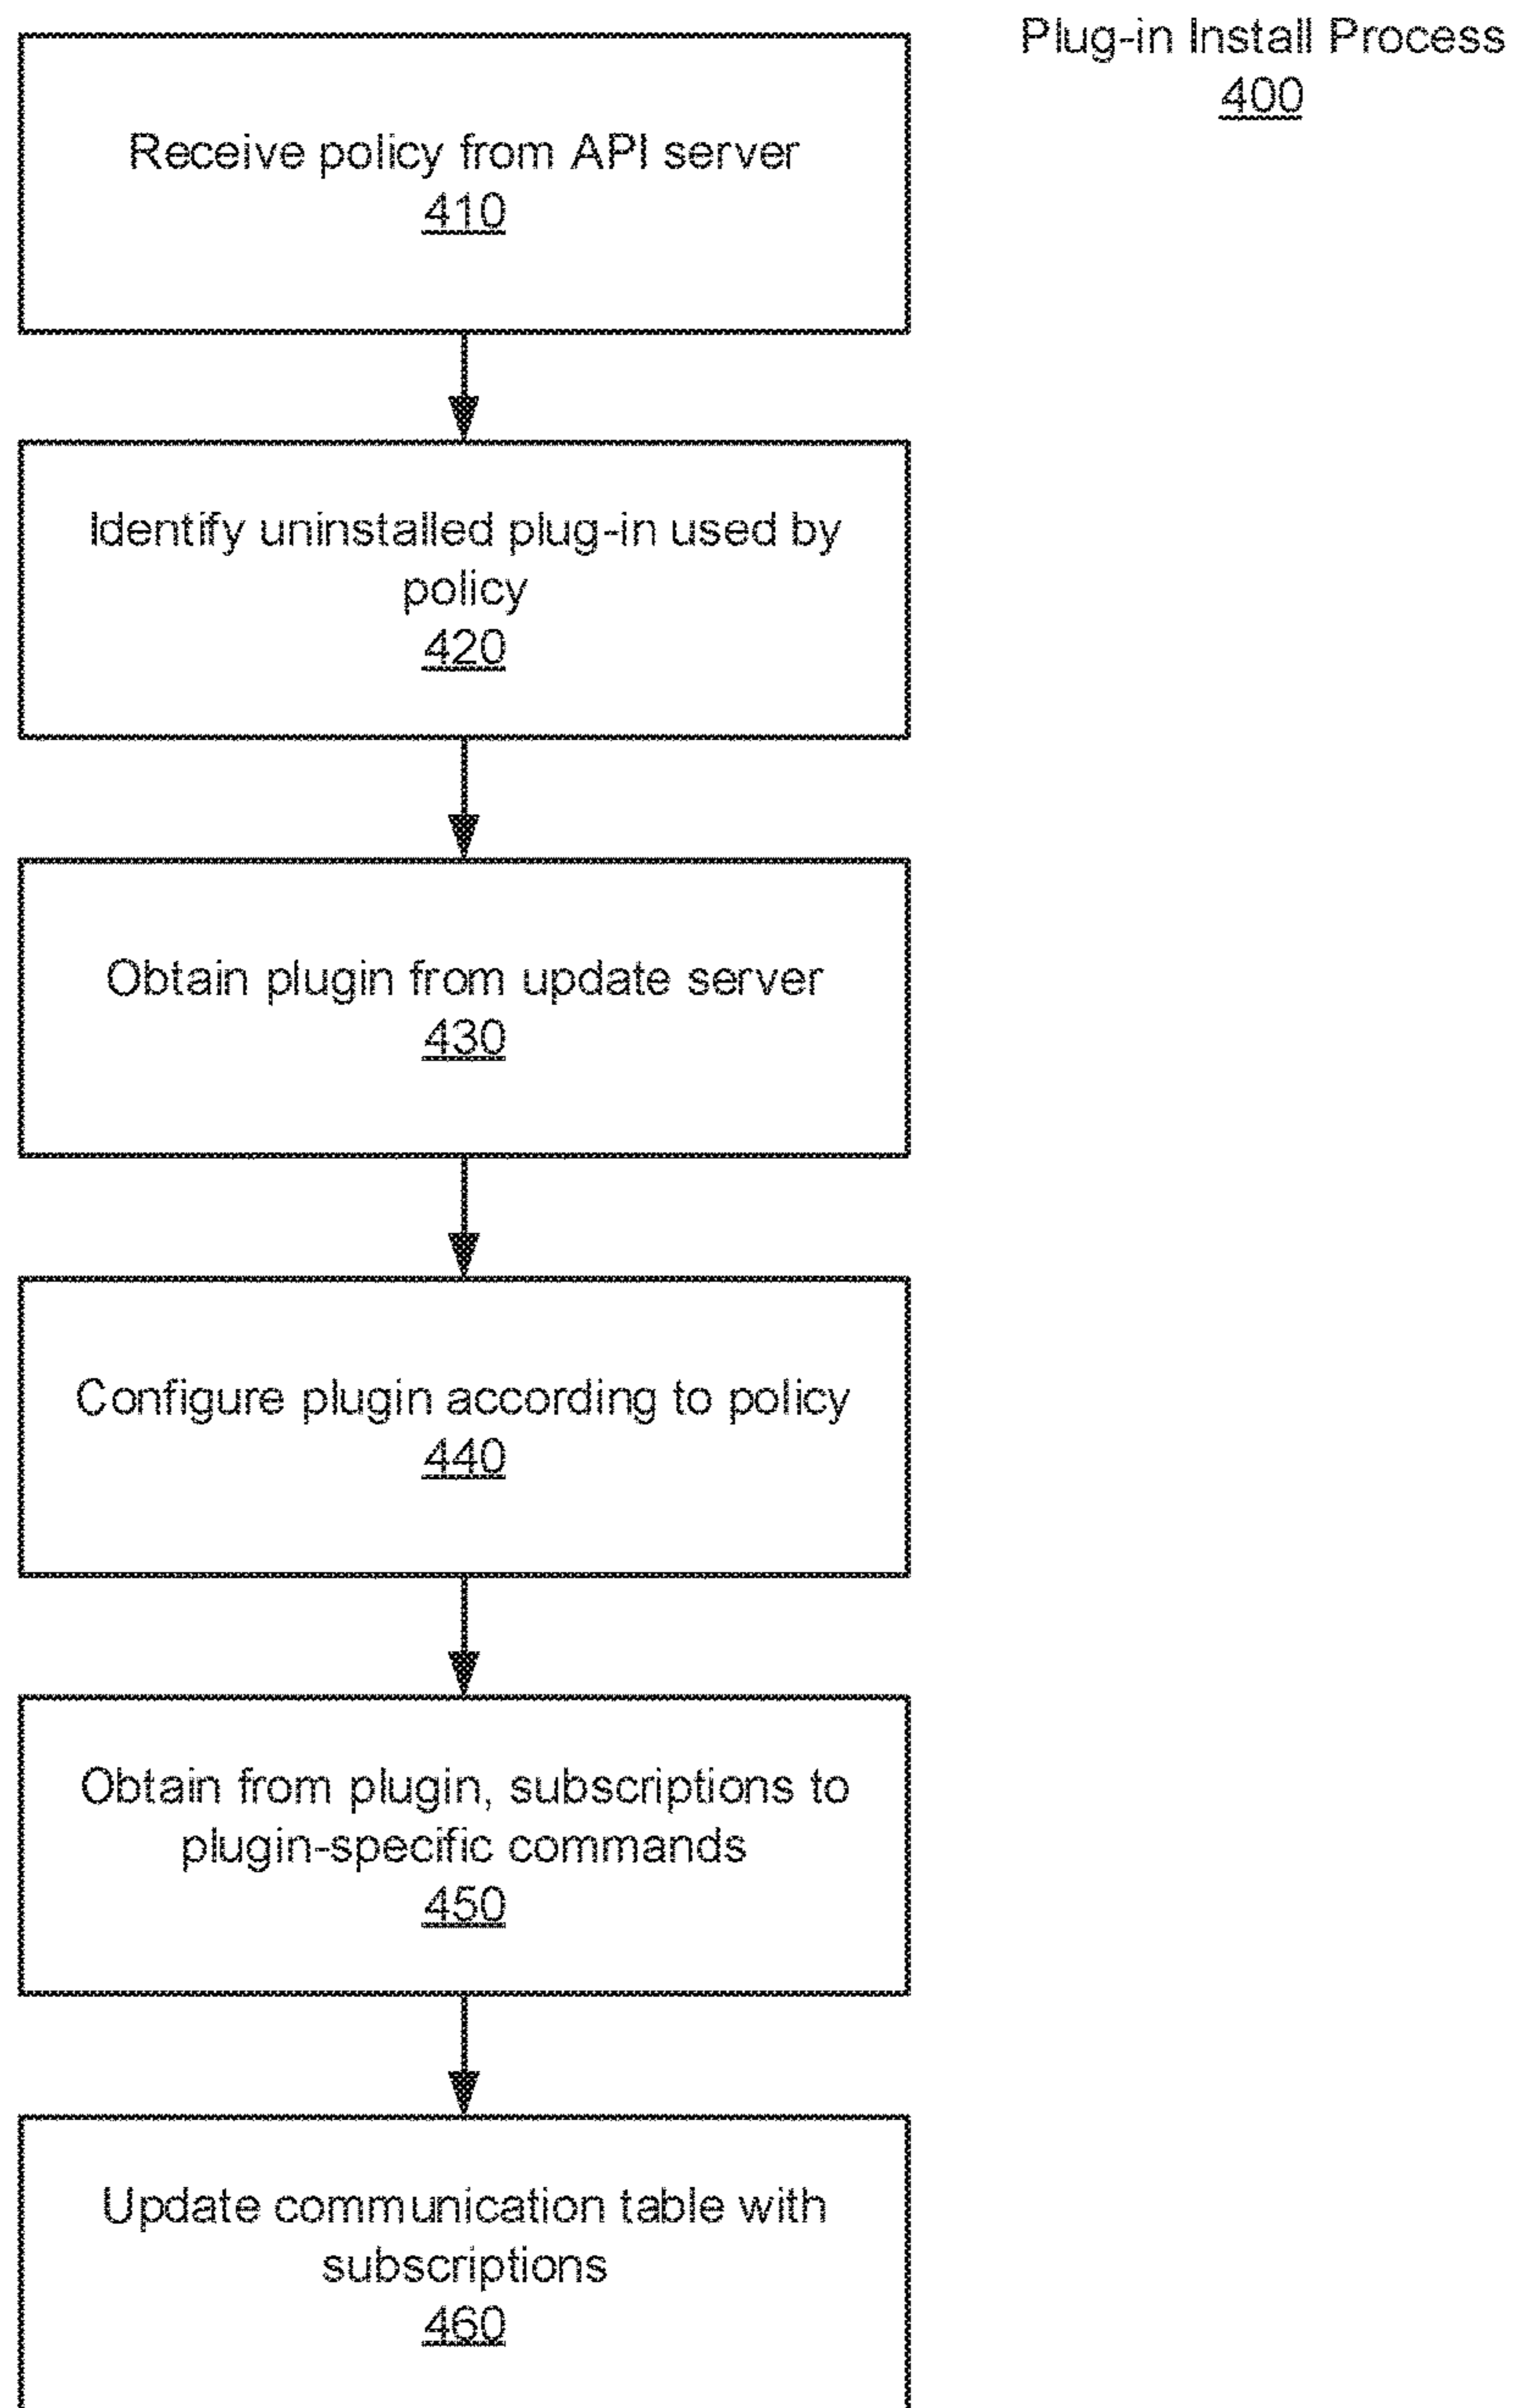 Plug-in Install Process
400
Receive policy from API server
410
Identify uninstalled plug-in used by
policy
420
Obtain plugin from update server
430
Configure plugin according to policy
440
Obtain from plugin, subscriptions to
plugin-specific commands
450
Update communication table with
subscriptions
460